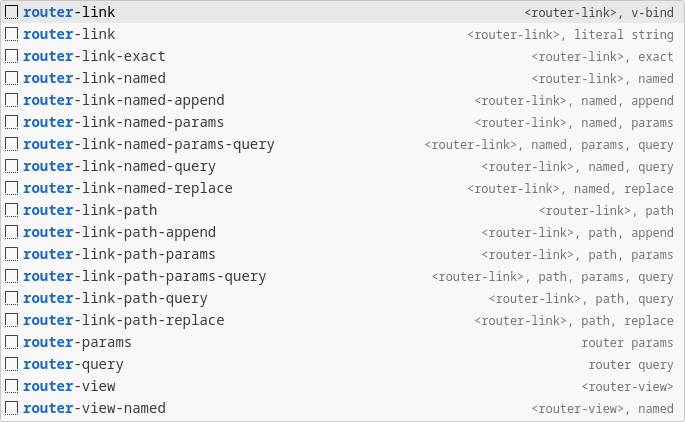 router-link <router-link>, v-bind
router-link <router-link>, literal string
router-link-exact <router-link>, exact
router-link-named <router-link>, named
router-link-named-append <router-link>, named, append
router-link-named-params <router-link>, named, params
router-link-named-params-query <router-link>, named, params, query
router-link-named-query <router-link>, named, query
router-link-named-replace <router-link>, named, replace
router-link-path <router-link>, path
router-link-path-append <router-link>, path, append
router-link-path-params <router-link>, path, params
router-link-path-params-query <router-link>, path, params, query
router-link-path-query <router-link>, path, query
router-link-path-replace <router-link>, path, replace
router-params router params
router-query router query
router-view <router-view>
router-view-named <router-view>, named